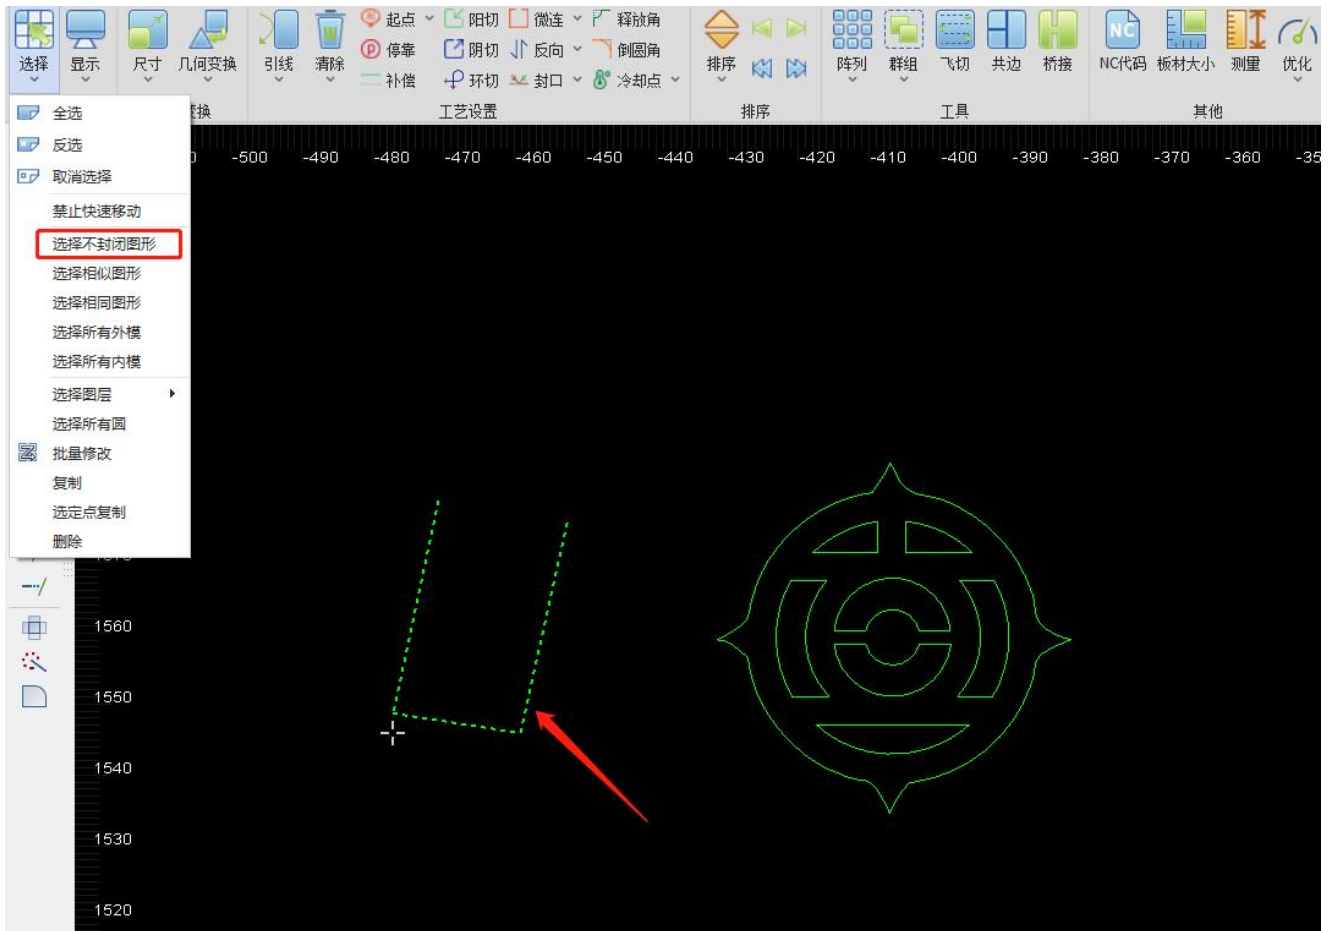 起点 阳切 微连 释放角
选择 显示 尺寸 几何变换 引线 清除 停靠 阴切 反向 倒圆角 排序 阵列 群组 飞切 共边 桥接 NC NC代码 板材大小 测量 优化
补偿 环切 封口 冷却点
变换 工艺设置 排序 工具 其他
全选
反选
取消选择
禁止快速移动
选择不封闭图形
选择相似图形
选择相同图形
选择所有外模
选择所有内模
选择图层
选择所有圆
批量修改
复制
选定点复制
删除
-500 -490 -480 -470 -460 -450 -440 -430 -420 -410 -400 -390 -380 -370 -360 -35
1560
1550
1540
1530
1520